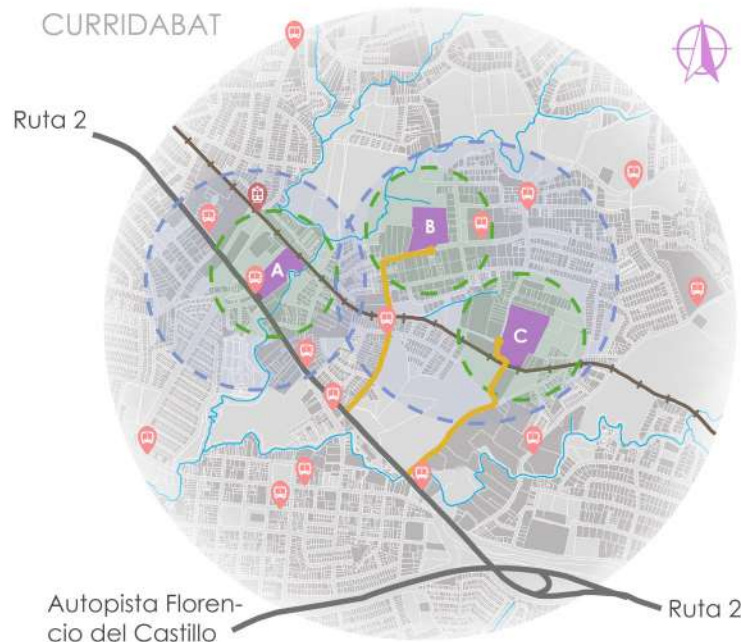 CURRIDABAT
Ruta 2
B
A
C
Autopista Floren-
cio del Castillo
Ruta 2